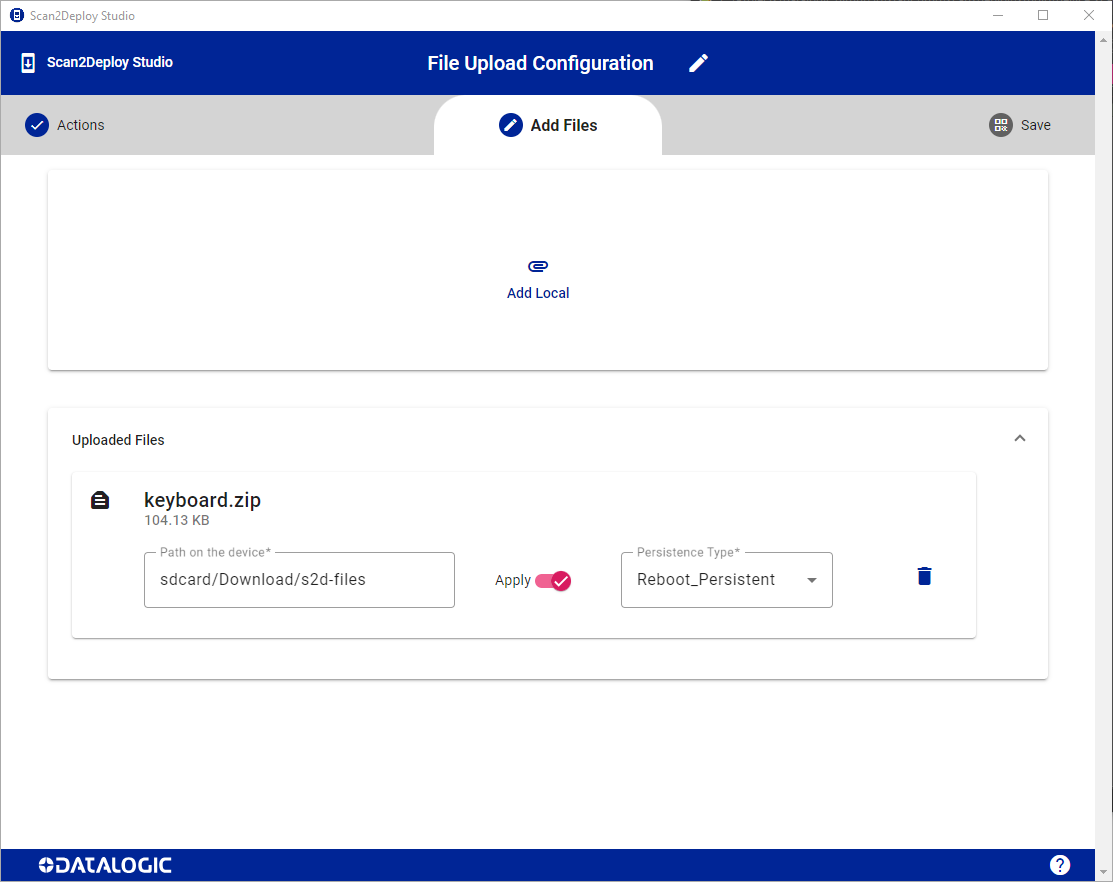 Scan2Deploy Studio
Scan2Deploy Studio
File Upload Configuration
Actions
Add Files
Save
Add Local
Uploaded Files
keyboard.zip
104.13 KB
Path on the device*
sdcard/Download/s2d-files
Apply
Persistence Type*
Reboot_Persistent
DATALOGIC
?